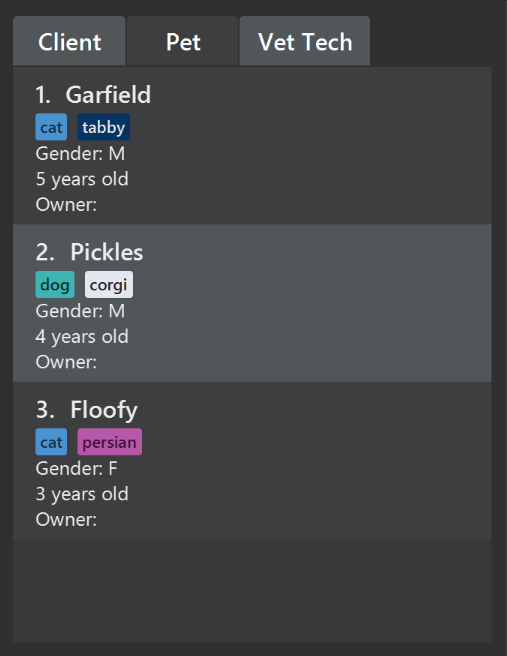 Client Pet Vet Tech
1. Garfield
cat tabby
Gender: M
5 years old
Owner:
2. Pickles
dog corgi
Gender: M
4 years old
Owner:
3. Floofy
cat persian
Gender: F
3 years old
Owner: